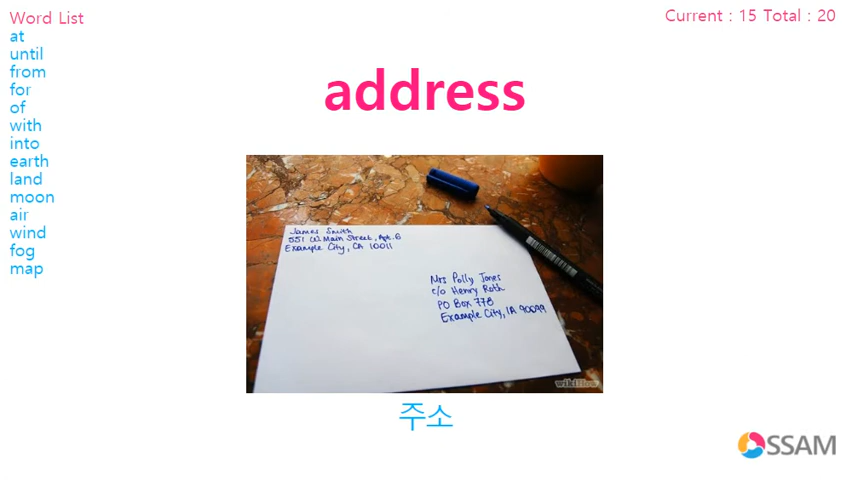 Word List
at
until
from
for
of
with
into
earth
land
moon
air
wind
fog
map
Current : 15 Total : 20
address
James Smith
551 W. Main Street, Apt. 6
Example City, CA 10011
Mrs Polly Jones
c/o Henry Roth
PO Box 778
Example City, IA 90099
wikiHow
주소
SSAM